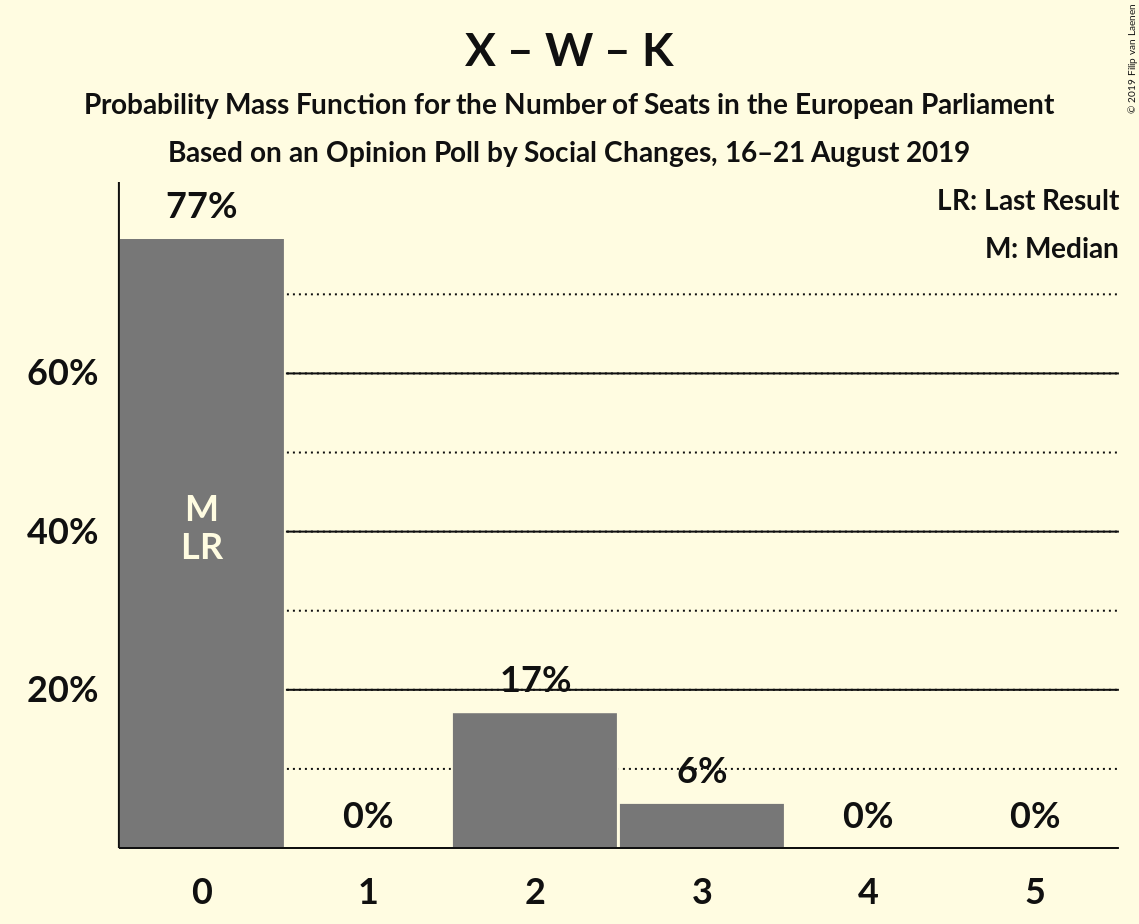 X – W – K
Probability Mass Function for the Number of Seats in the European Parliament
Based on an Opinion Poll by Social Changes, 16–21 August 2019
© 2019 Filip van Laenen
LR: Last Result
M: Median
77%
60%
M
LR
40%
20%
17%
6%
0%
0%
0%
0
1
2
3
4
5